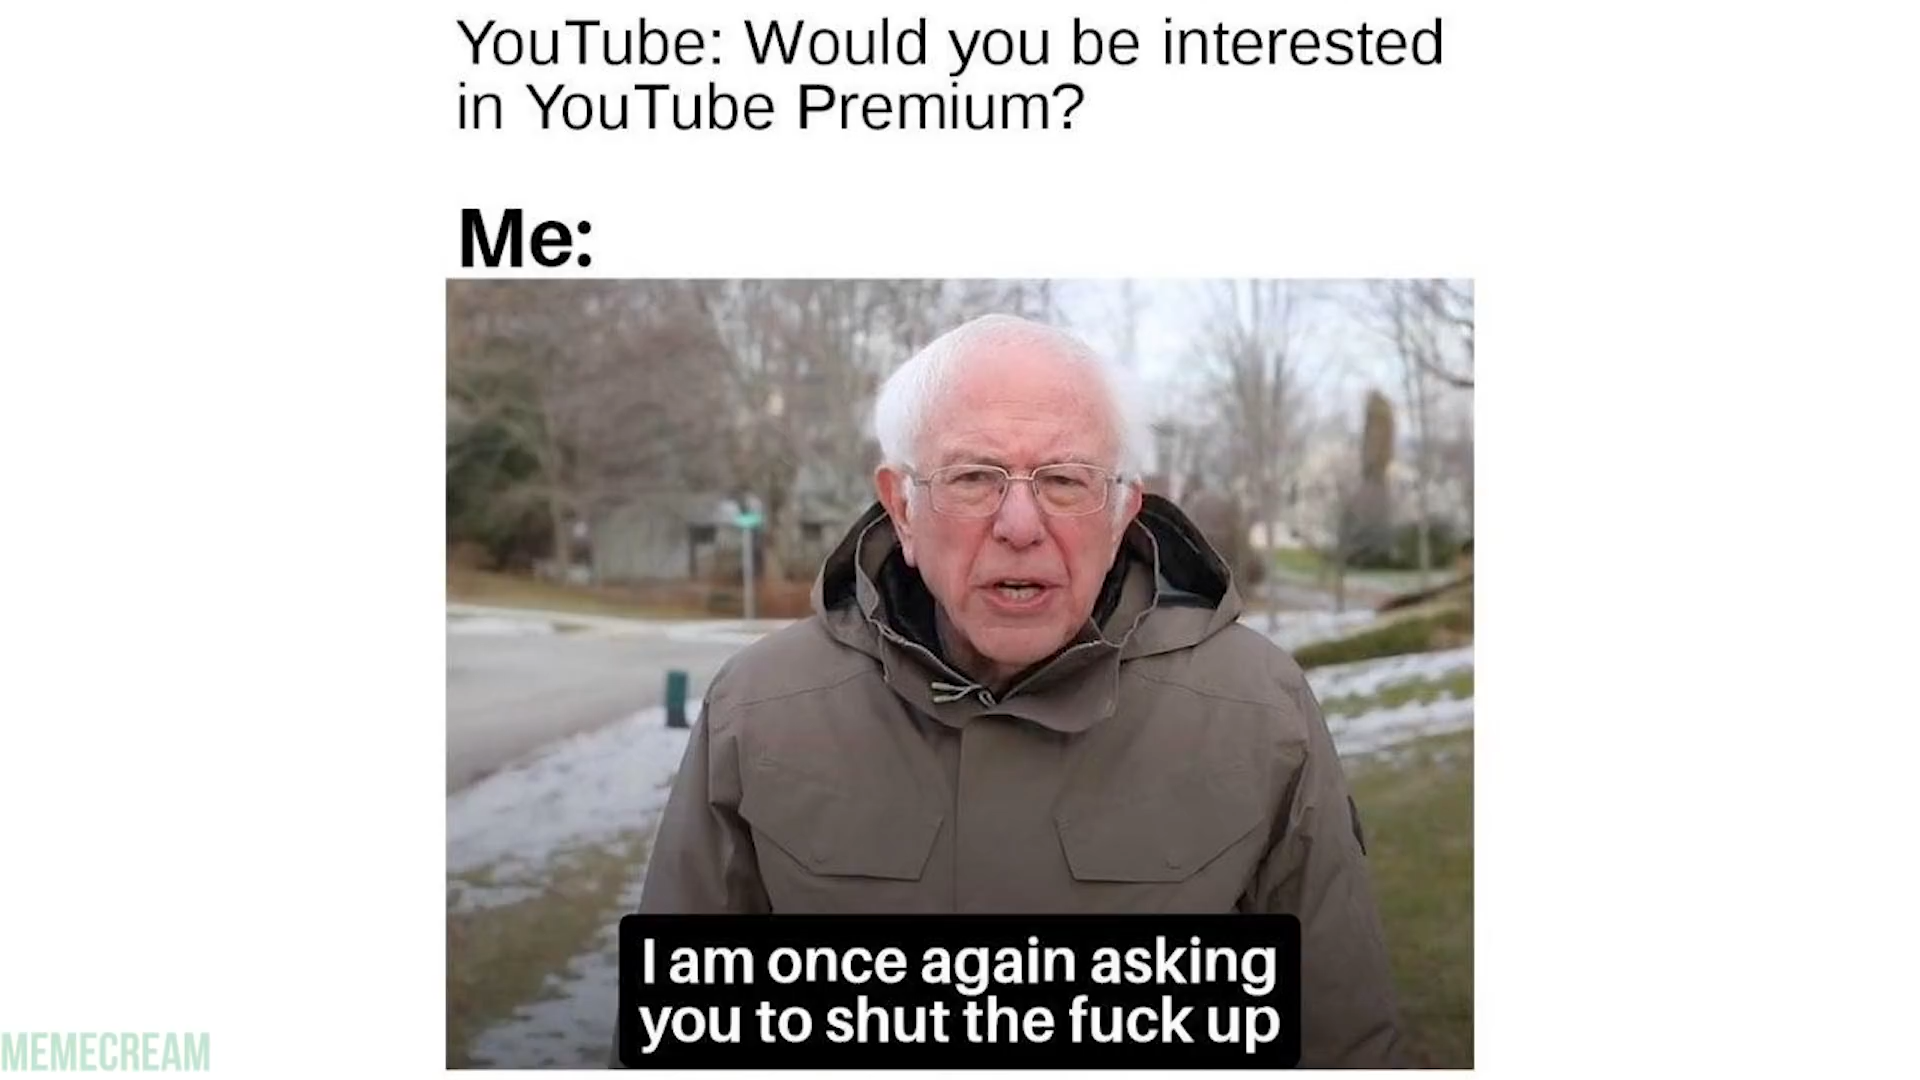 YouTube: Would you be interested
in YouTube Premium?
Me:
I am once again asking
you to shut the fuck up
MEMECREAM